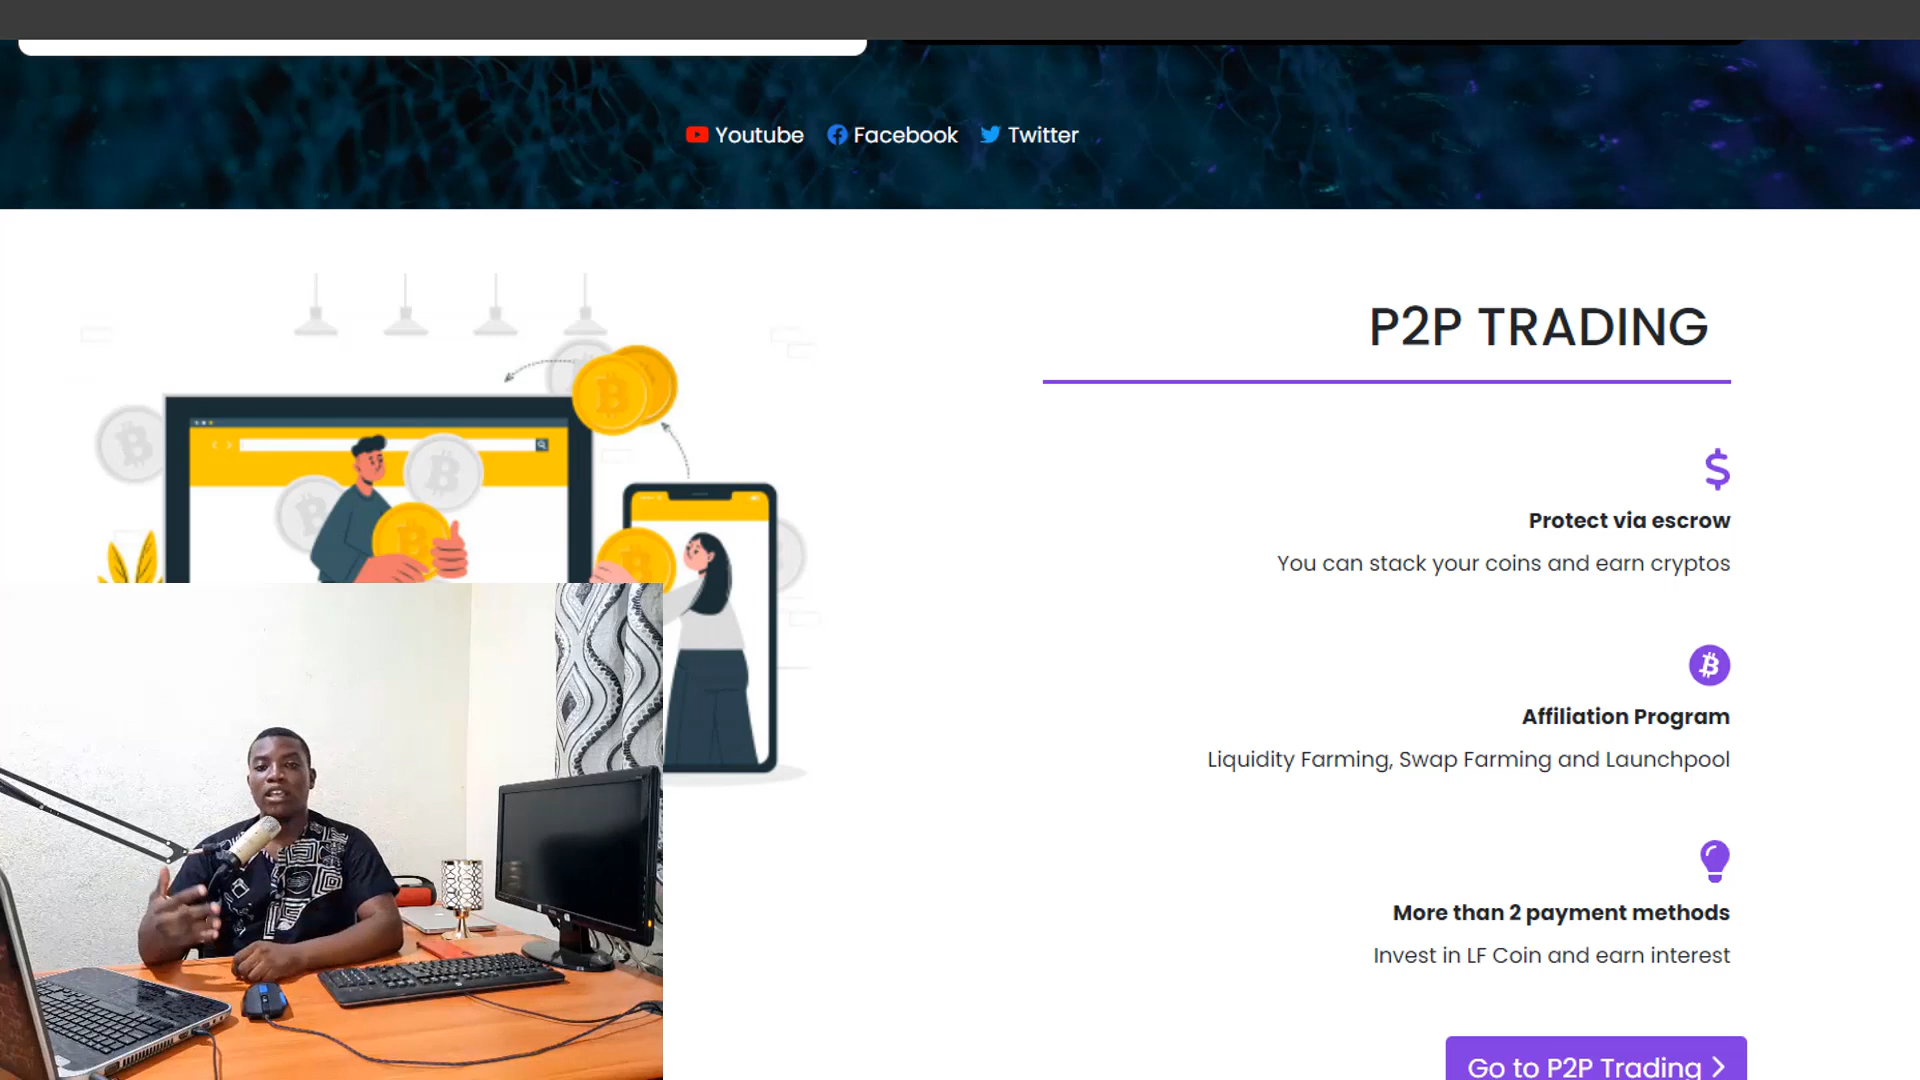 Youtube Facebook Twitter
P2P TRADING
Protect via escrow
You can stack your coins and earn cryptos
Affiliation Program
Liquidity Farming, Swap Farming and Launchpool
More than 2 payment methods
Invest in LF Coin and earn interest
Go to P2P Trading